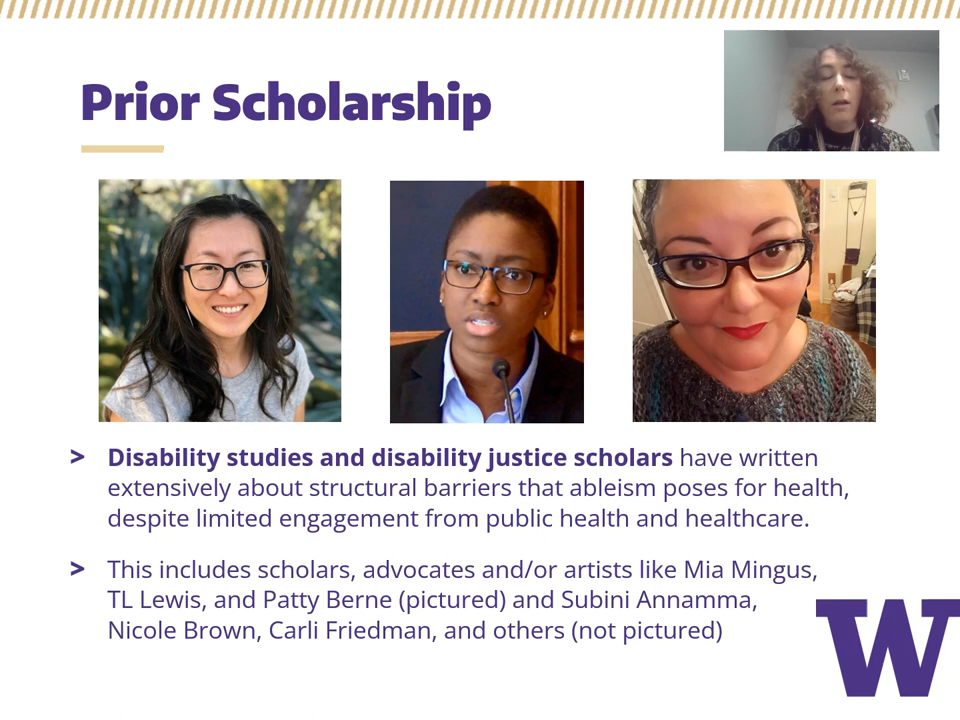 Prior Scholarship
> Disability studies and disability justice scholars have written
extensively about structural barriers that ableism poses for health,
despite limited engagement from public health and healthcare.
> This includes scholars, advocates and/or artists like Mia Mingus,
TL Lewis, and Patty Berne (pictured) and Subini Annamma,
Nicole Brown, Carli Friedman, and others (not pictured)
W